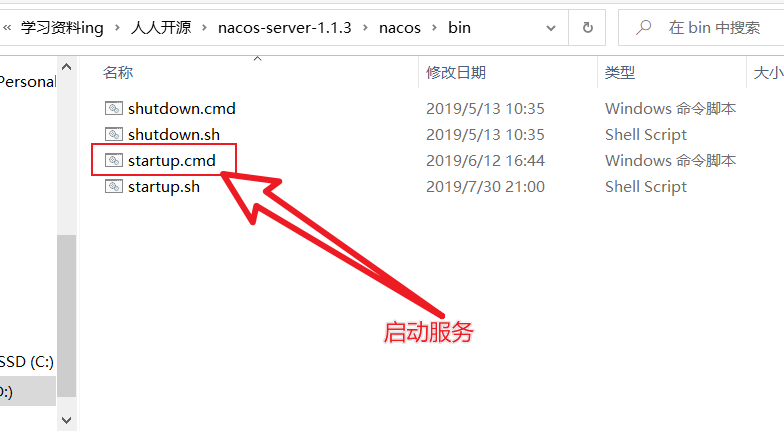 « 学习资料ing › 人人开源 › nacos-server-1.1.3 › nacos › bin
在 bin 中搜索
Personal
SSD (C:)
D:)
名称 修改日期 类型 大小
shutdown.cmd 2019/5/13 10:35 Windows 命令脚本
shutdown.sh 2019/5/13 10:35 Shell Script
startup.cmd 2019/6/12 16:44 Windows 命令脚本
startup.sh 2019/7/30 21:00 Shell Script
启动服务